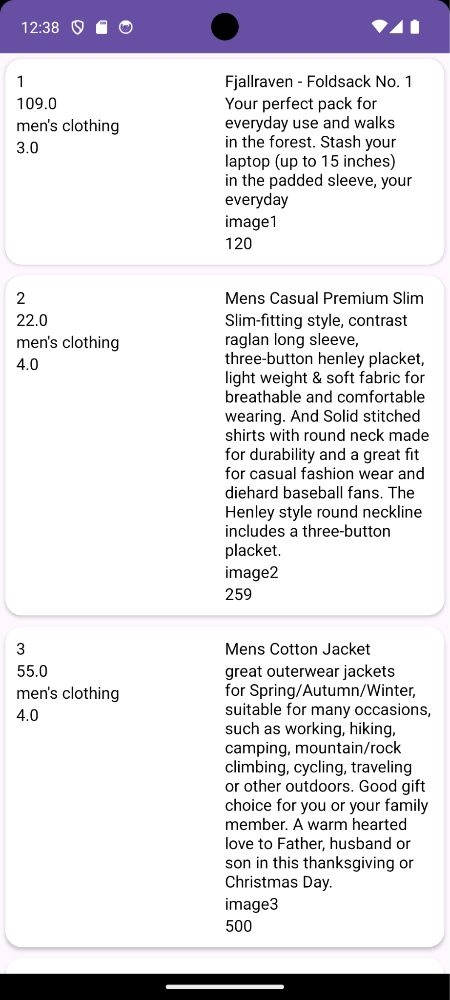 12:38
1
109.0
men's clothing
3.0
Fjallraven - Foldsack No. 1
Your perfect pack for
everyday use and walks
in the forest. Stash your
laptop (up to 15 inches)
in the padded sleeve, your
everyday
image1
120
2
22.0
men's clothing
4.0
Mens Casual Premium Slim
Slim-fitting style, contrast
raglan long sleeve,
three-button henley placket,
light weight & soft fabric for
breathable and comfortable
wearing. And Solid stitched
shirts with round neck made
for durability and a great fit
for casual fashion wear and
diehard baseball fans. The
Henley style round neckline
includes a three-button
placket.
image2
259
3
55.0
men's clothing
4.0
Mens Cotton Jacket
great outerwear jackets
for Spring/Autumn/Winter,
suitable for many occasions,
such as working, hiking,
camping, mountain/rock
climbing, cycling, traveling
or other outdoors. Good gift
choice for you or your family
member. A warm hearted
love to Father, husband or
son in this thanksgiving or
Christmas Day.
image3
500